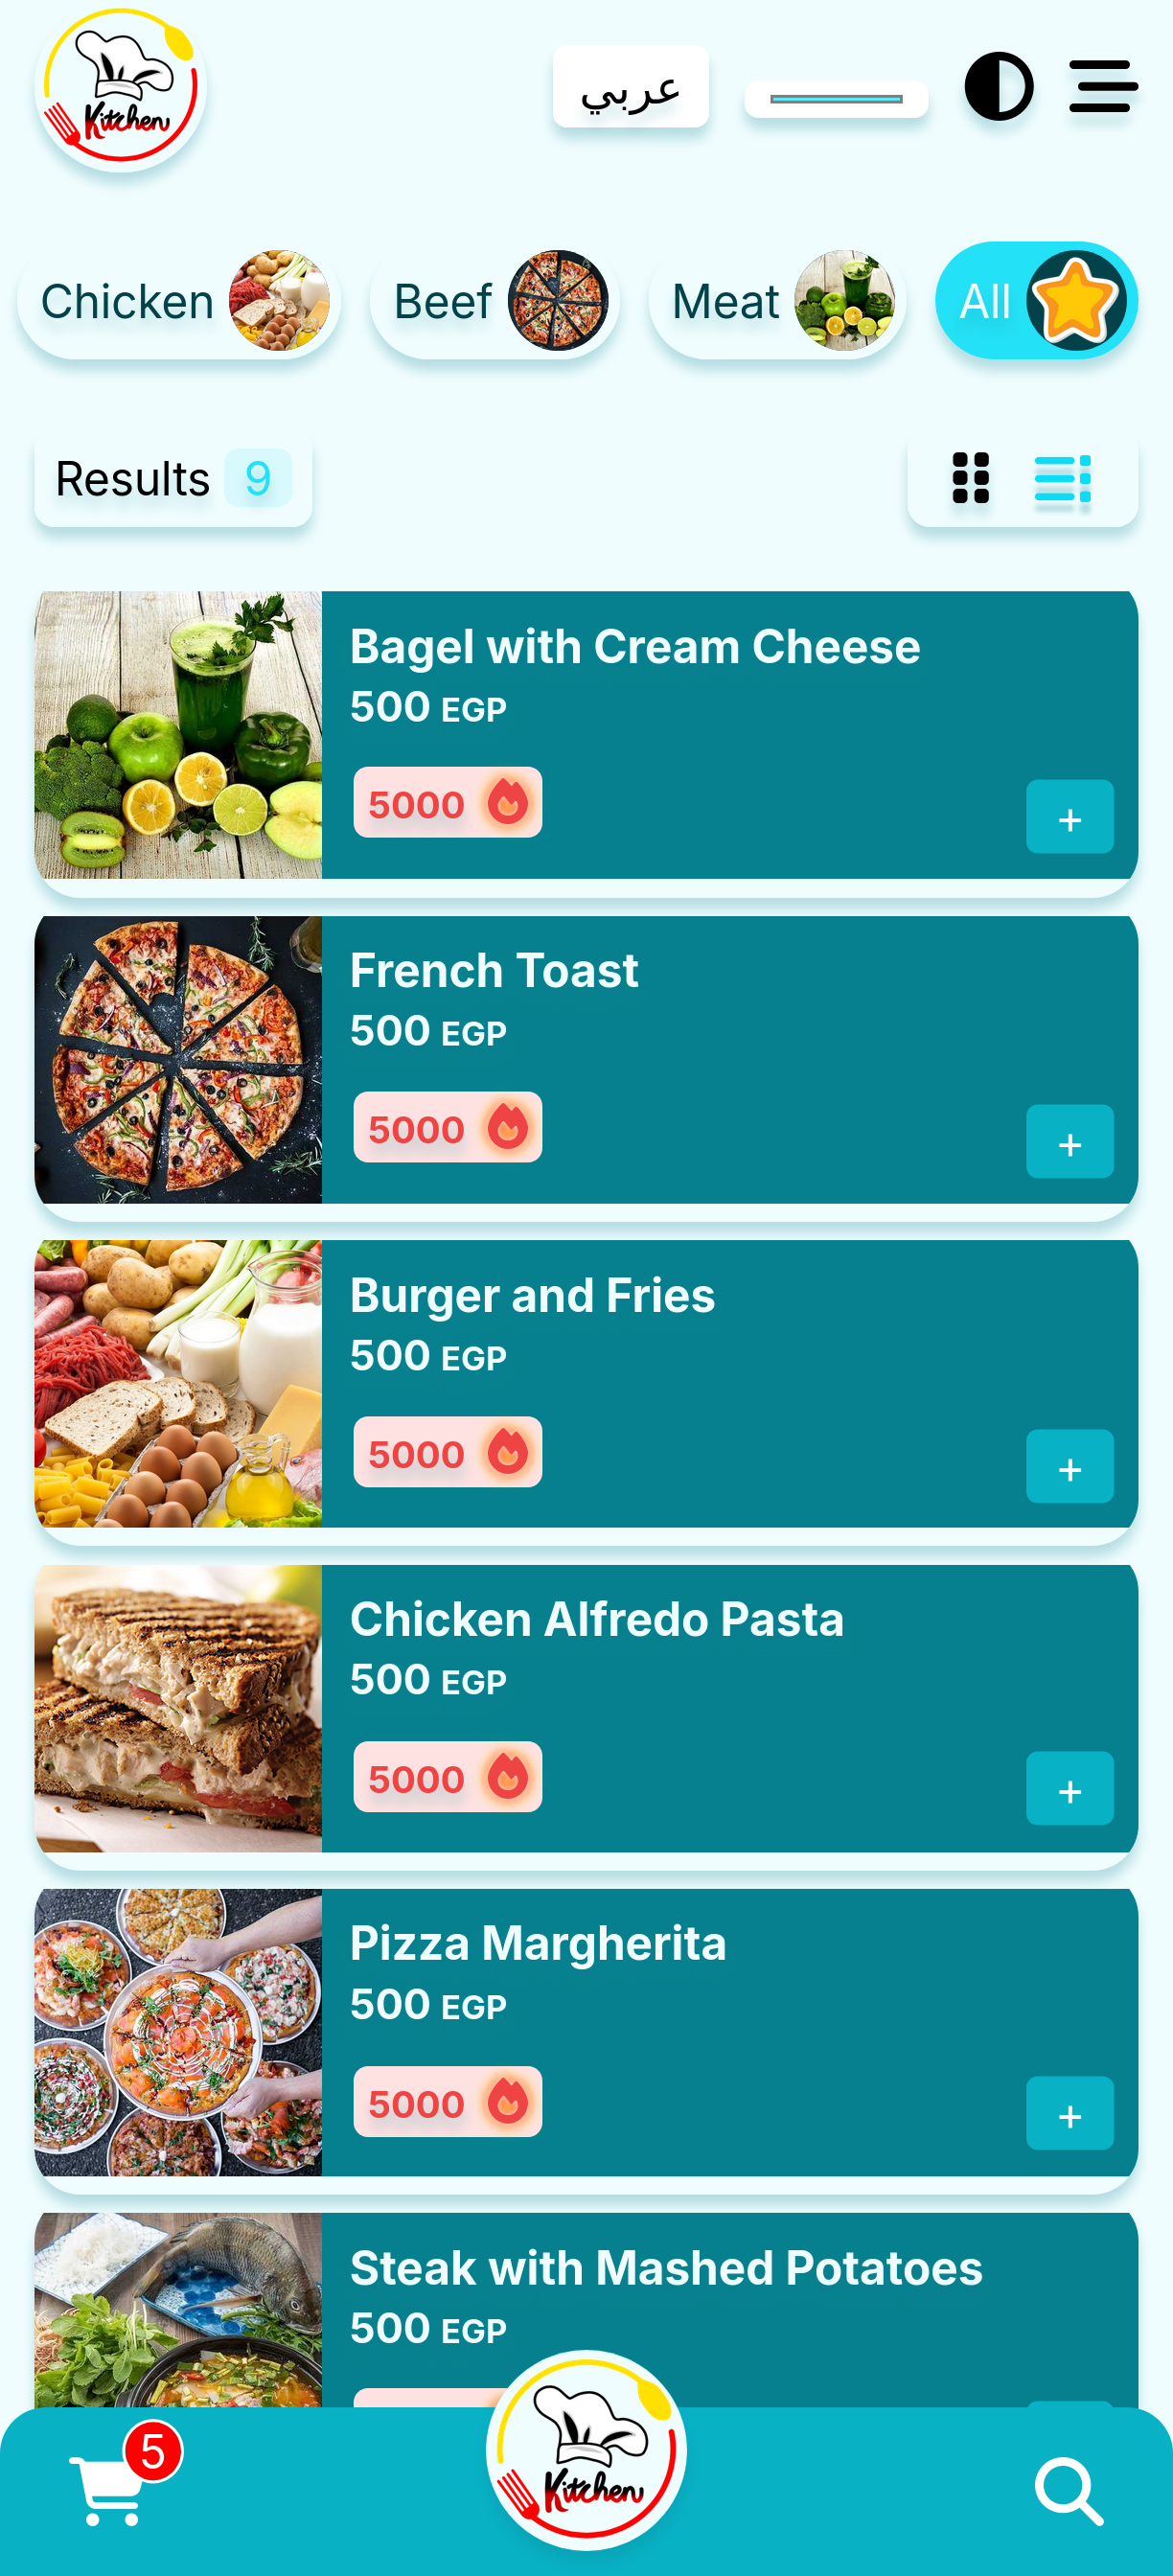 Kitchen
عربي
Chicken
Beef
Meat
All
Results 9
Bagel with Cream Cheese
500 EGP
5000
+
French Toast
500 EGP
5000
+
Burger and Fries
500 EGP
5000
+
Chicken Alfredo Pasta
500 EGP
5000
+
Pizza Margherita
500 EGP
5000
+
Steak with Mashed Potatoes
500 EGP
5
Kitchen